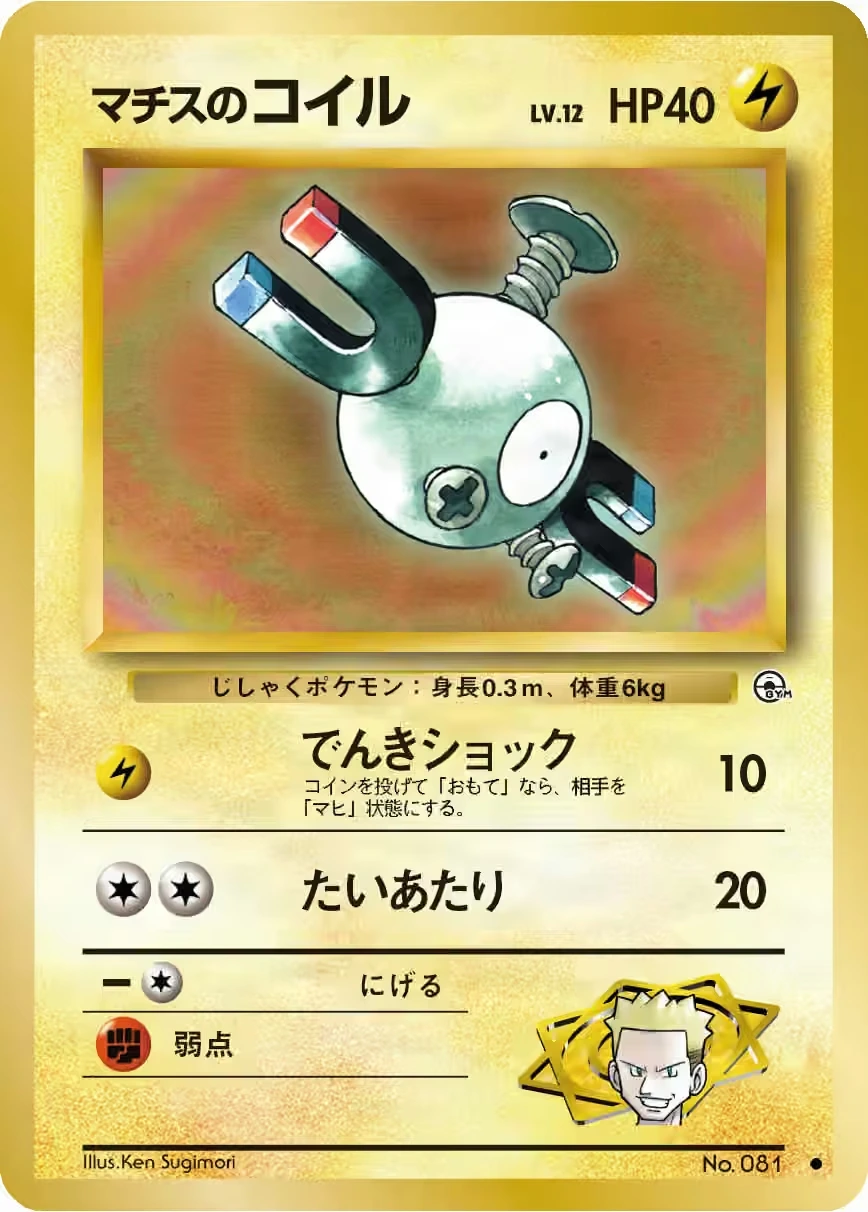 マチスのコイル LV.12 HP40
じしゃくポケモン：身長0.3m、体重6kg
GYM
でんきショック 10
コインを投げて「おもて」なら、相手を
「マヒ」状態にする。
たいあたり 20
にげる
弱点
Illus.Ken Sugimori No. 081